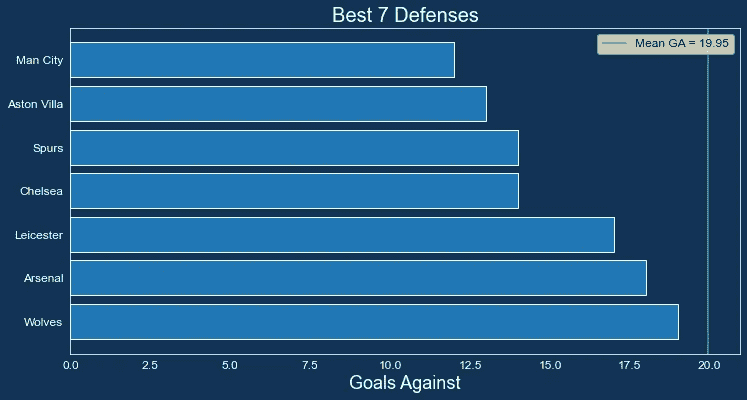 Best 7 Defenses
Mean GA = 19.95
Man City
Aston Villa
Spurs
Chelsea
Leicester
Arsenal
Wolves
0.0 2.5 5.0 7.5 10.0 12.5 15.0 17.5 20.0
Goals Against